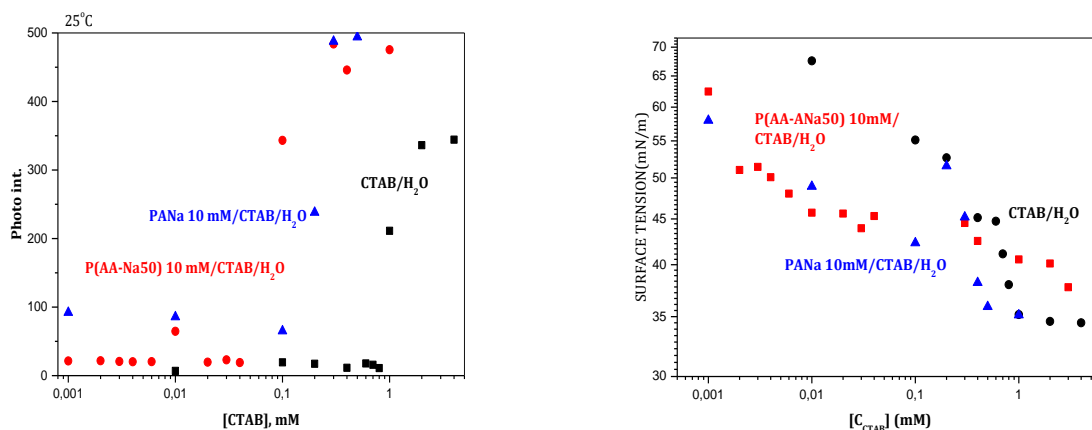 25°C
500
400
300
200
100
0
Photo int.
CTAB/H₂O
PANa 10 mM/CTAB/H₂O
P(AA-Na50) 10 mM/CTAB/H₂O
0,001 0,01 0,1 1
[CTAB], mM
70
65
60
55
50
45
40
35
30
SURFACE TENSION(mN/m)
P(AA-ANa50) 10mM/
CTAB/H₂O
CTAB/H₂O
PANa 10mM/CTAB/H₂O
0,001 0,01 0,1 1
[C_CTAB] (mM)